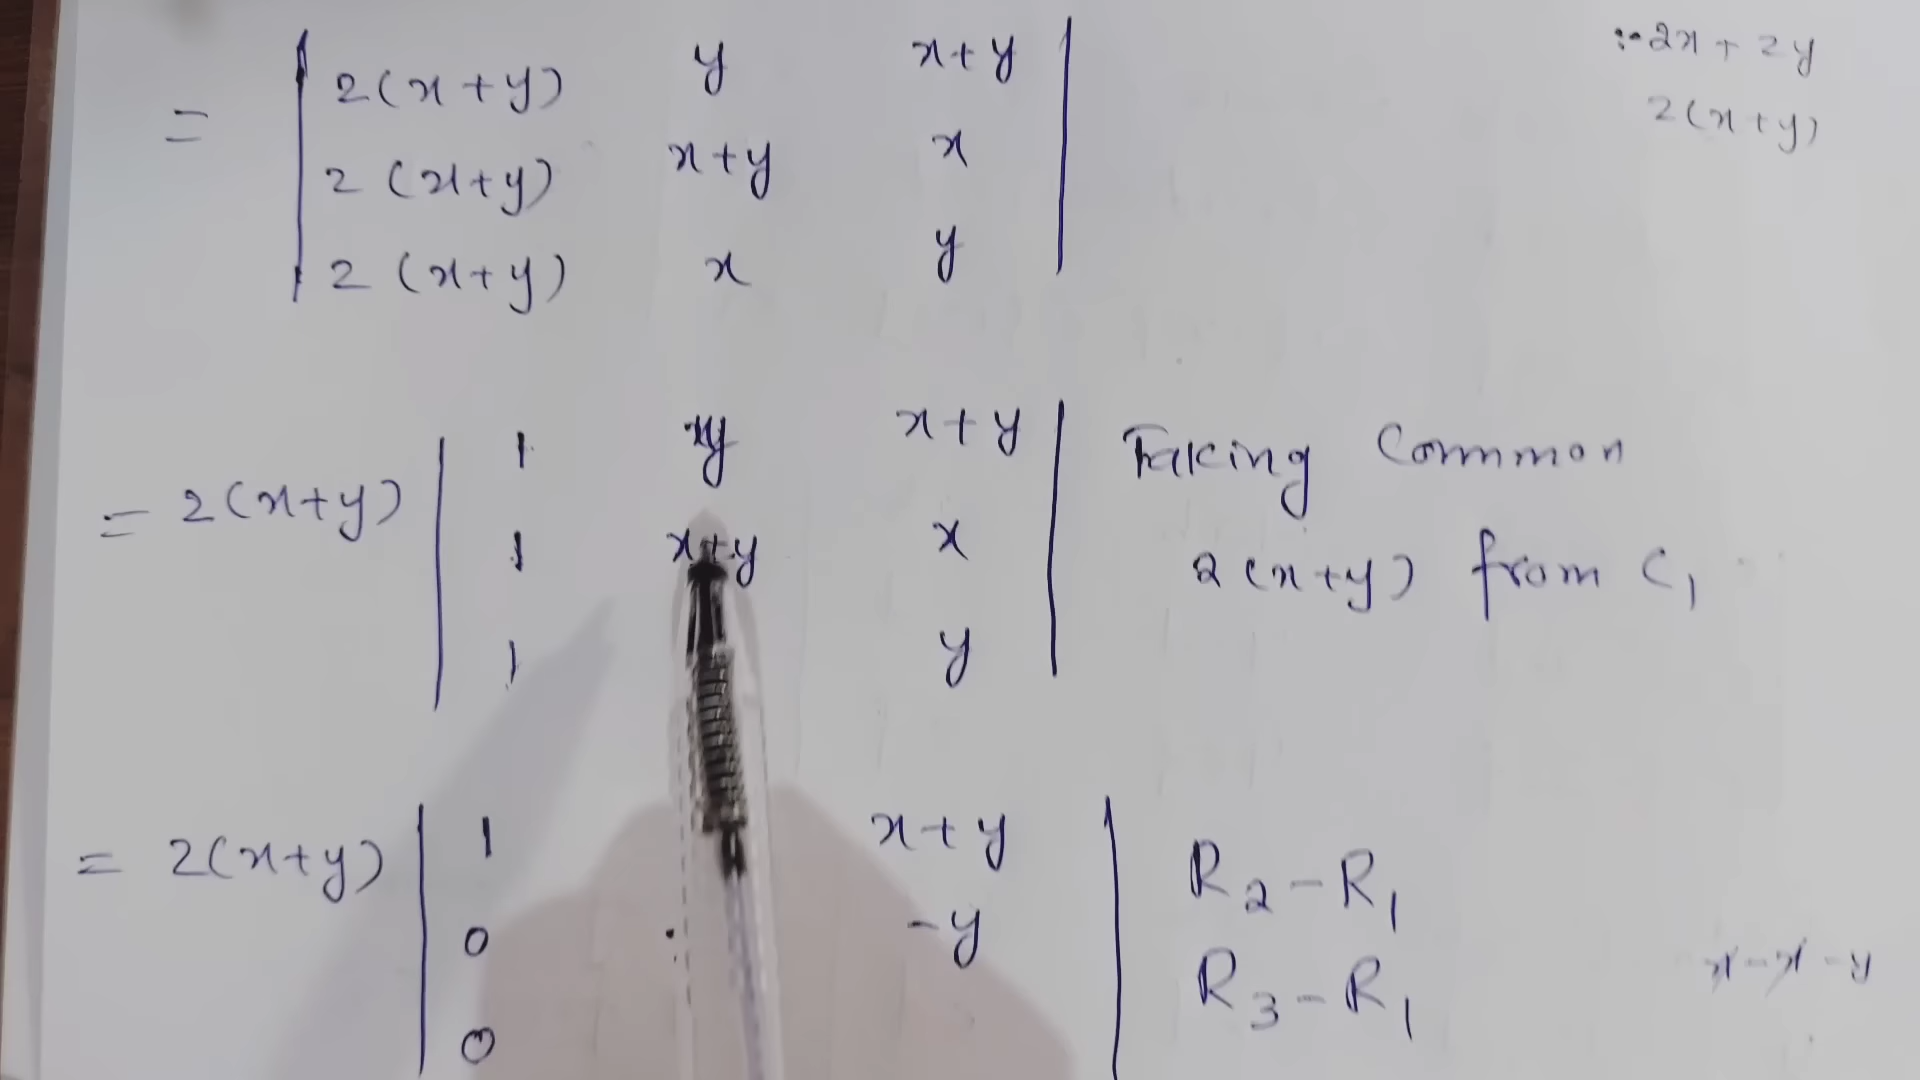 2(x+y) y x+y :- 2x + 2y
= 2(x+y) x+y x 2(x+y)
2(x+y) x y
1 y x+y Taking Common
= 2(x+y) 1 x+y x 2(x+y) from C1
1 y
= 2(x+y) 1 x+y R2-R1
0 -y R3-R1 x-x-y
0